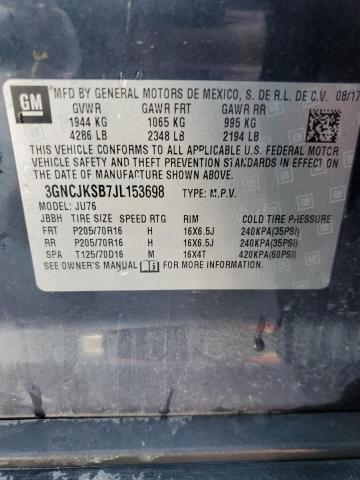 GM
MFD BY GENERAL MOTORS DE MEXICO, S. DE R.L. DE C.V. 08/17
GVWR GAWR FRT GAWR RR
1944 KG 1065 KG 995 KG
4286 LB 2348 LB 2194 LB
THIS VEHICLE CONFORMS TO ALL APPLICABLE U.S. FEDERAL MOTOR
VEHICLE SAFETY AND THEFT PREVENTION STANDARDS IN EFFECT ON THE
DATE OF MANUFACTURE SHOWN ABOVE.
3GNCJKSB7JL153698 TYPE: M.P.V.
MODEL: JU76
JBBH TIRE SIZE SPEED RTG RIM COLD TIRE PRESSURE
FRT P205/70R16 H 16X6.5J 240KPA(35PSI)
RR P205/70R16 H 16X6.5J 240KPA(35PSI)
SPA T125/70D16 M 16X4T 420KPA(60PSI)
SEE OWNER'S MANUAL FOR ADDITIONAL INFORMATION.